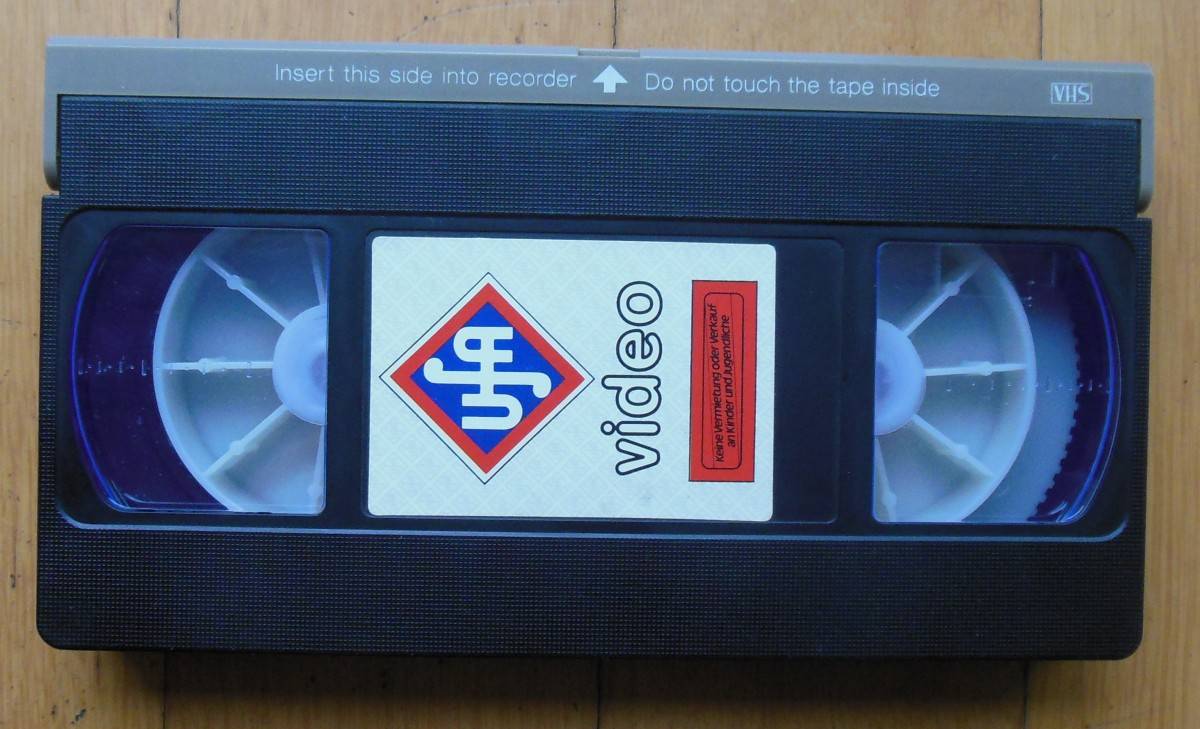 Insert this side into recorder
Do not touch the tape inside
VHS
UfA
video
Keine Vermietung oder Verkauf
an Kinder und Jugendliche